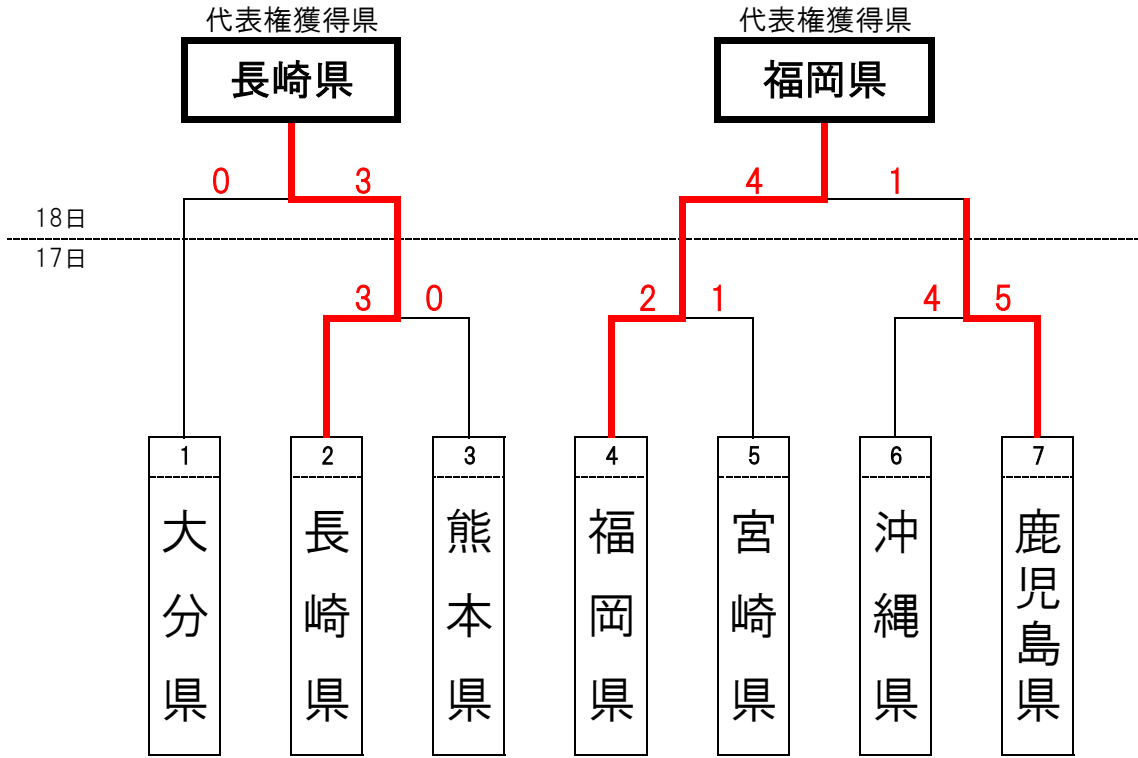 代表権獲得県 代表権獲得県
長崎県 福岡県
0 3 4 1
18日
17日
3 0 2 1 4 5
1 2 3 4 5 6 7
大分県
長崎県
熊本県
福岡県
宮崎県
沖縄県
鹿児島県